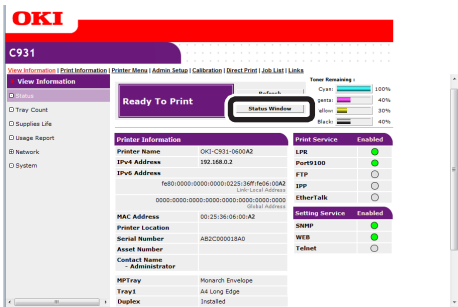 OKI
C931
View Information | Print Information | Printer Menu | Admin Setup | Calibration | Direct Print | Job List | Links
View Information
Status
Tray Count
Supplies Life
Usage Report
Network
System
Ready To Print
Refresh
Status Window
Toner Remaining :
Cyan: 100%
genta: 40%
ellow: 30%
Black: 40%
Printer Information
Printer Name OKI-C931-0600A2
IPv4 Address 192.168.0.2
IPv6 Address
fe80:0000:0000:0000:0225:36ff:fe06:00A2
Link-Local Address
0000:0000:0000:0000:0000:0000:0000:0000
Global Address
MAC Address 00:25:36:06:00:A2
Printer Location
Serial Number AB2C000018A0
Asset Number
Contact Name
- Administrator
MPTray Monarch Envelope
Tray1 A4 Long Edge
Duplex Installed
Print Service Enabled
LPR
Port9100
FTP
IPP
EtherTalk
Setting Service Enabled
SNMP
WEB
Telnet